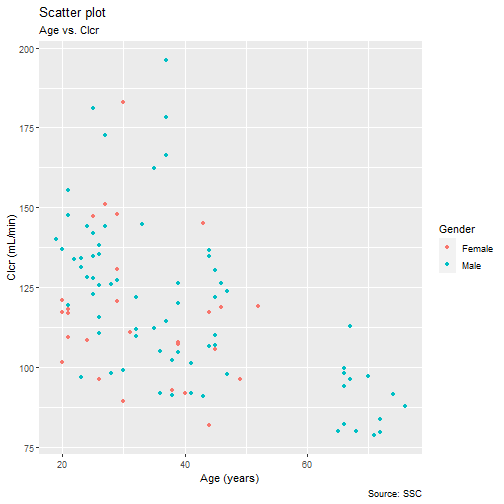 Scatter plot
Age vs. Clcr
200
175
150
125
100
75
Clcr (mL/min)
20
40
60
Age (years)
Gender
Female
Male
Source: SSC